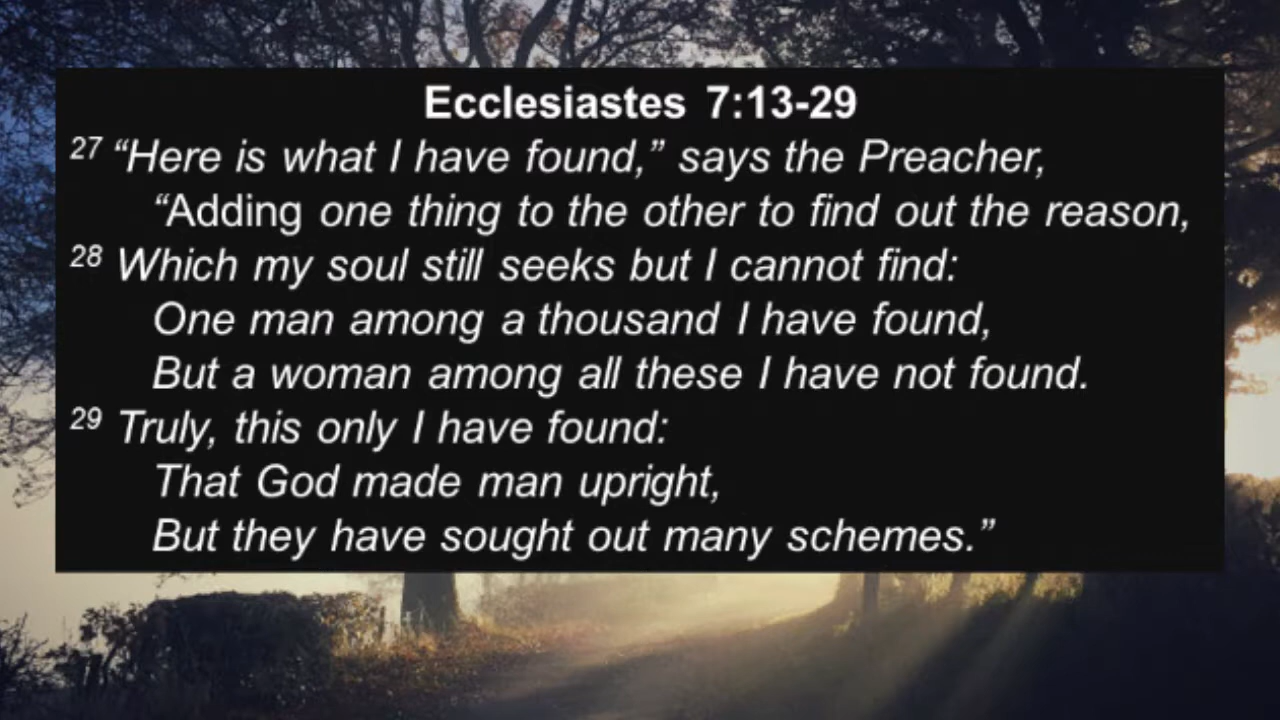 Ecclesiastes 7:13-29
27 “Here is what I have found,” says the Preacher,
“Adding one thing to the other to find out the reason,
28 Which my soul still seeks but I cannot find:
One man among a thousand I have found,
But a woman among all these I have not found.
29 Truly, this only I have found:
That God made man upright,
But they have sought out many schemes.”